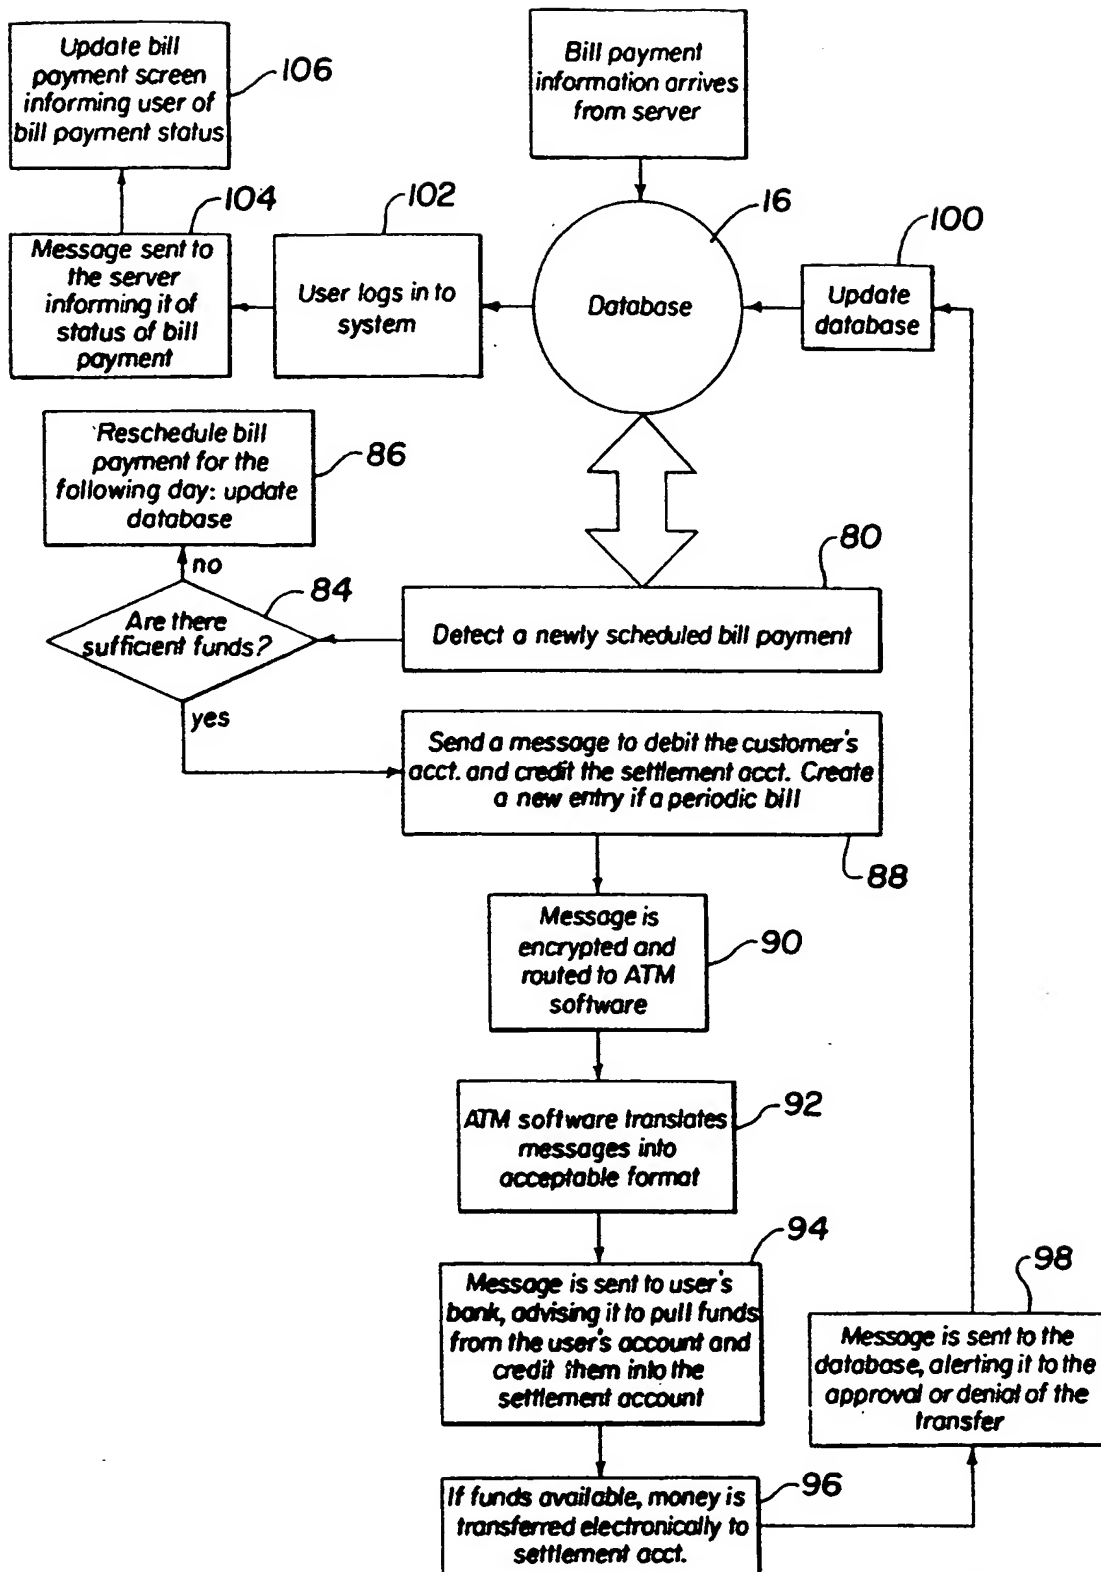 Update bill
payment screen
informing user of
bill payment status
106
Bill payment
information arrives
from server
104
102
16
100
Message sent to
the server
informing it of
status of bill
payment
User logs in to
system
Database
Update
database
Reschedule bill
payment for the
following day: update
database
86
no
84
Are there
sufficient funds?
yes
80
Detect a newly scheduled bill payment
Send a message to debit the customer's
acct. and credit the settlement acct. Create
a new entry if a periodic bill
88
Message is
encrypted and
routed to ATM
software
90
ATM software translates
messages into
acceptable format
92
94
Message is sent to user's
bank, advising it to pull funds
from the user's account and
credit them into the
settlement account
98
Message is sent to the
database, alerting it to the
approval or denial of the
transfer
If funds available, money is
transferred electronically to
settlement acct.
96